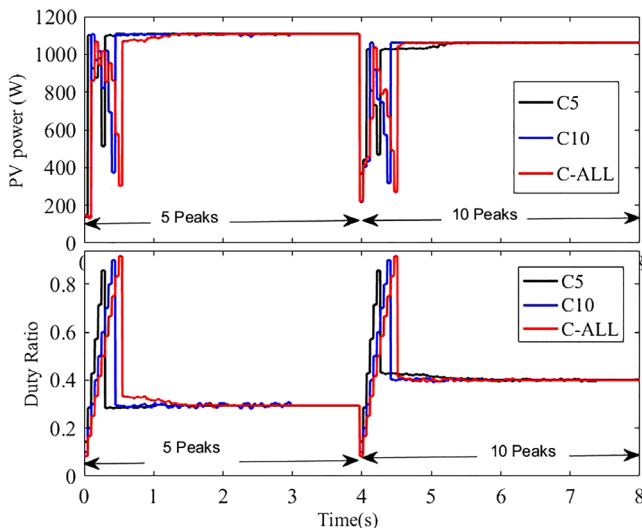 1200
1000
800
600
400
200
0
PV power (W)
C5
C10
C-ALL
5 Peaks
10 Peaks
0.8
0.6
0.4
0.2
0
Duty Ratio
C5
C10
C-ALL
5 Peaks
10 Peaks
0 1 2 3 4 5 6 7 8
Time(s)